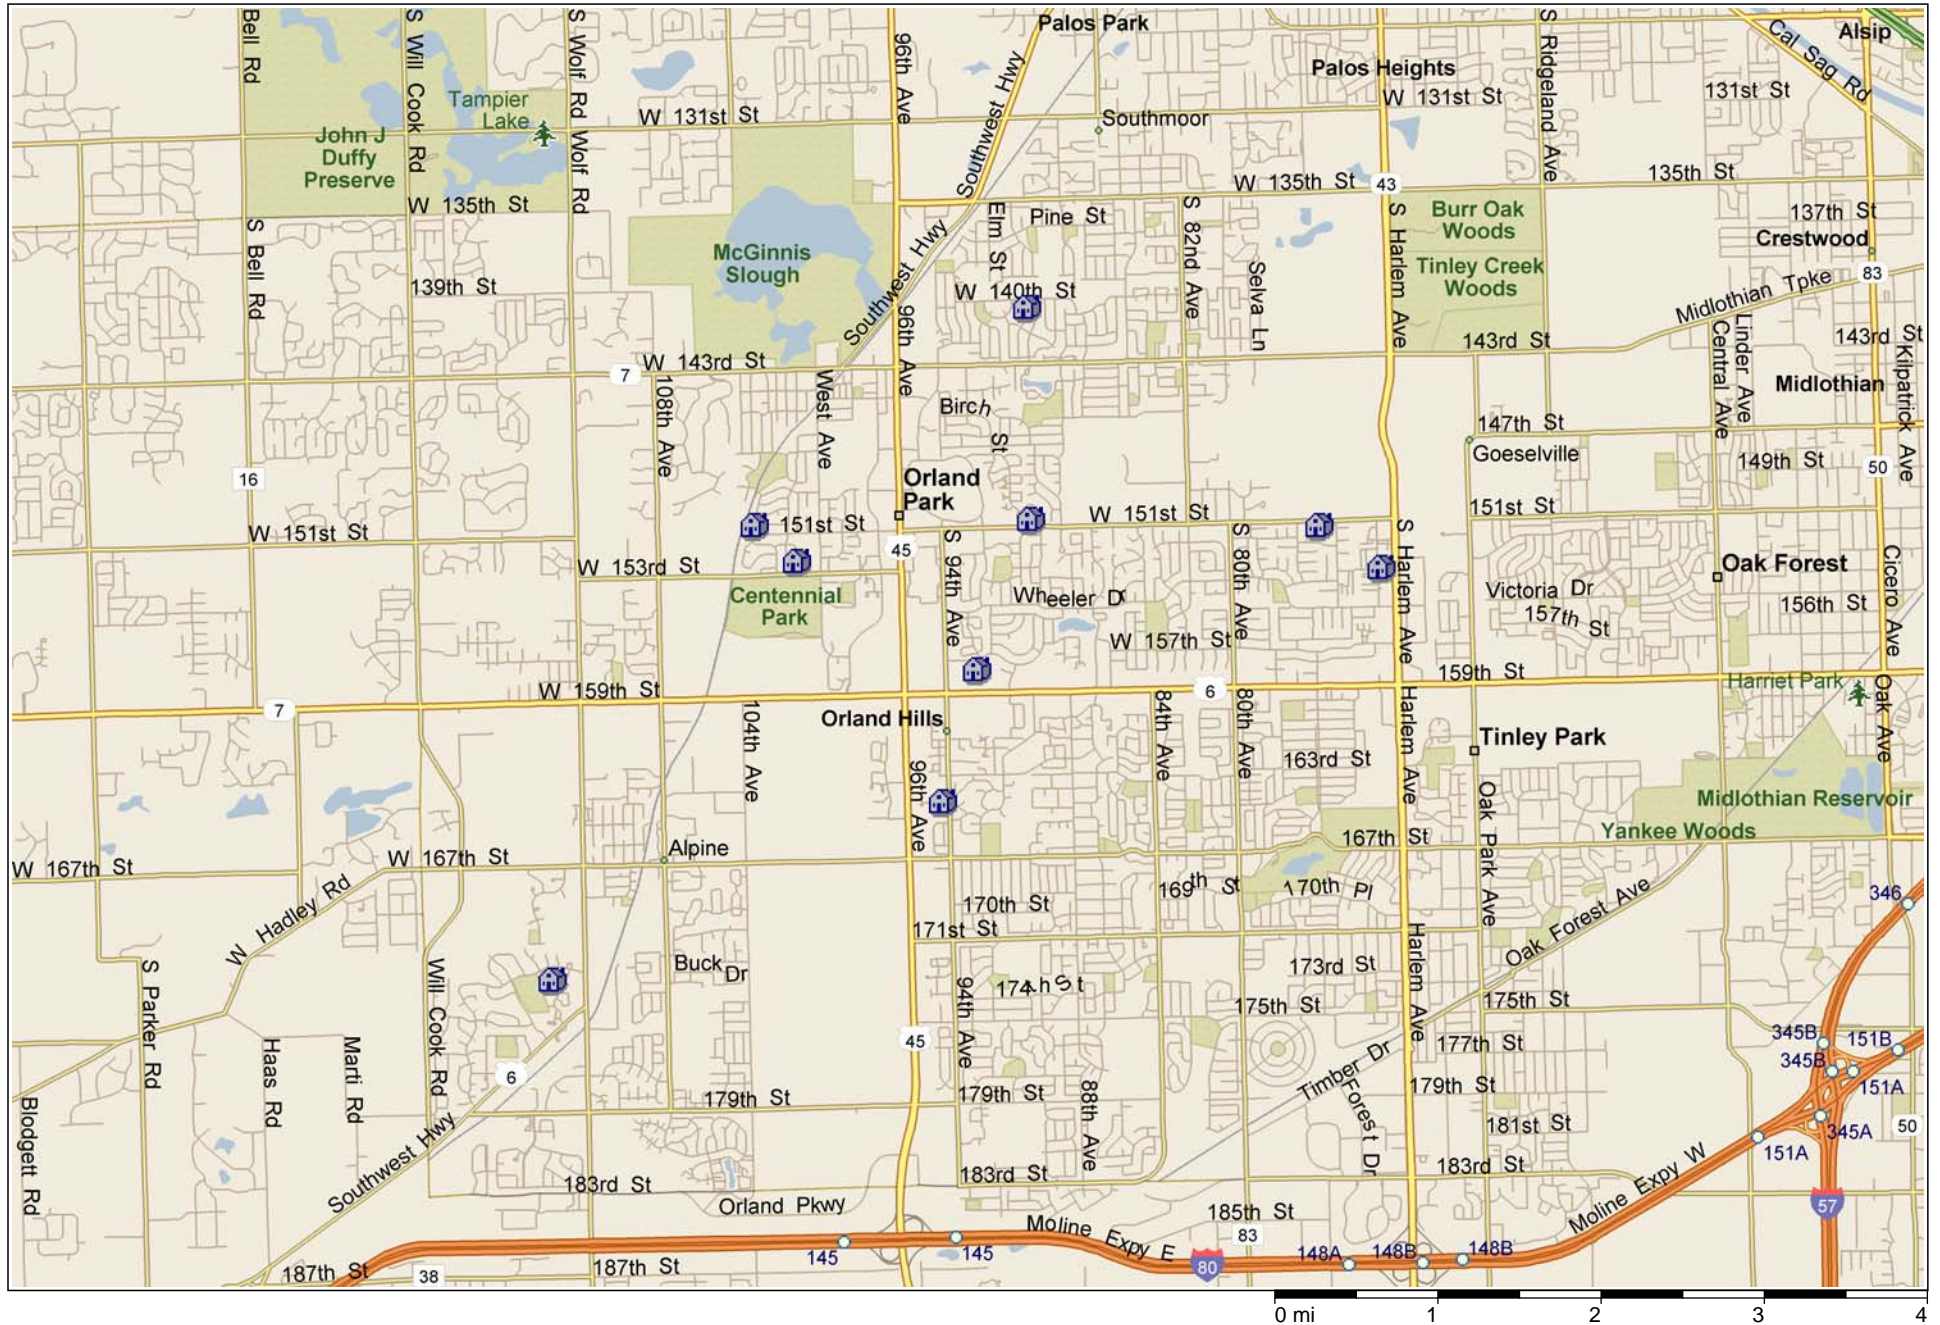 Palos Park
Alsip
Cal Sag Rd
Bell Rd
S Will Cook Rd
S Wolf Rd
Wolf Rd
96th Ave
Southwest Hwy
Palos Heights
S Ridgeland Ave
W 131st St
131st St
Tampier
Lake
W 131st St
Southmoor
John J
Duffy
Preserve
W 135th St
43
135th St
W 135th St
S Bell Rd
Elm St
Pine St
S 82nd Ave
S Harlem Ave
Burr Oak
Woods
137th St
Crestwood
McGinnis
Slough
Southwest Hwy
Selva Ln
Tinley Creek
Woods
83
139th St
W 140th St
Midlothian Tpke
96th Ave
143rd St
Linder Ave
Central Ave
143rd St
W 143rd St
7
Kilpatrick Ave
108th Ave
West Ave
Midlothian
Birch St
147th St
Goeselville
149th St
50
16
Orland
Park
151st St
W 151st St
151st St
W 151st St
45
S 94th Ave
S 80th Ave
S Harlem Ave
Cicero Ave
W 153rd St
Oak Forest
Centennial
Park
Wheeler Dr
Victoria Dr
156th St
157th St
W 157th St
159th St
W 159th St
6
7
Harriet Park
Oak Ave
Orland Hills
104th Ave
84th Ave
80th Ave
Harlem Ave
Tinley Park
163rd St
96th Ave
Oak Park Ave
Midlothian Reservoir
Yankee Woods
167th St
Alpine
W 167th St
W 167th St
169th St
170th Pl
346
W Hadley Rd
170th St
Oak Forest Ave
171st St
Harlem Ave
S Parker Rd
Will Cook Rd
Buck Dr
94th Ave
174th St
173rd St
175th St
175th St
Haas Rd
Marti Rd
45
177th St
345B
151B
345B
6
Timber Dr
Forest Dr
179th St
179th St
179th St
88th Ave
151A
Blodgett Rd
Southwest Hwy
181st St
345A
50
151A
183rd St
183rd St
183rd St
Moline Expy W
Orland Pkwy
57
185th St
Moline Expy E
83
145
145
148A
148B
148B
80
187th St
38
187th St
0 mi
1
2
3
4